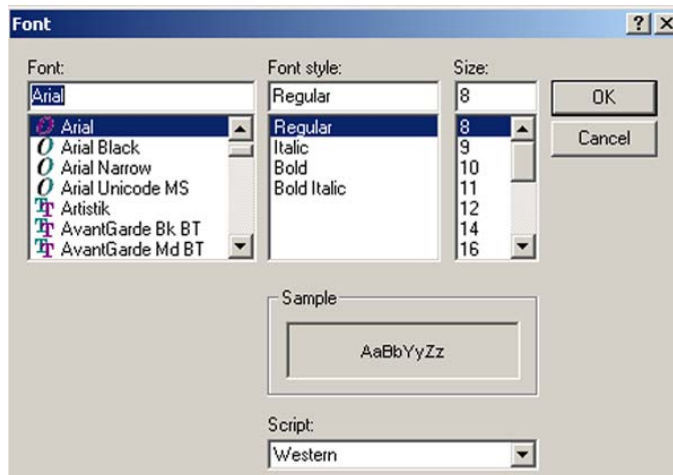 Font
Font: Font style: Size:
Arial Regular 8 OK
Arial Regular 8 Cancel
Arial Black Italic 9
Arial Narrow Bold 10
Arial Unicode MS Bold Italic 11
Artistik 12
AvantGarde Bk BT 14
AvantGarde Md BT 16
Sample
AaBbYyZz
Script:
Western